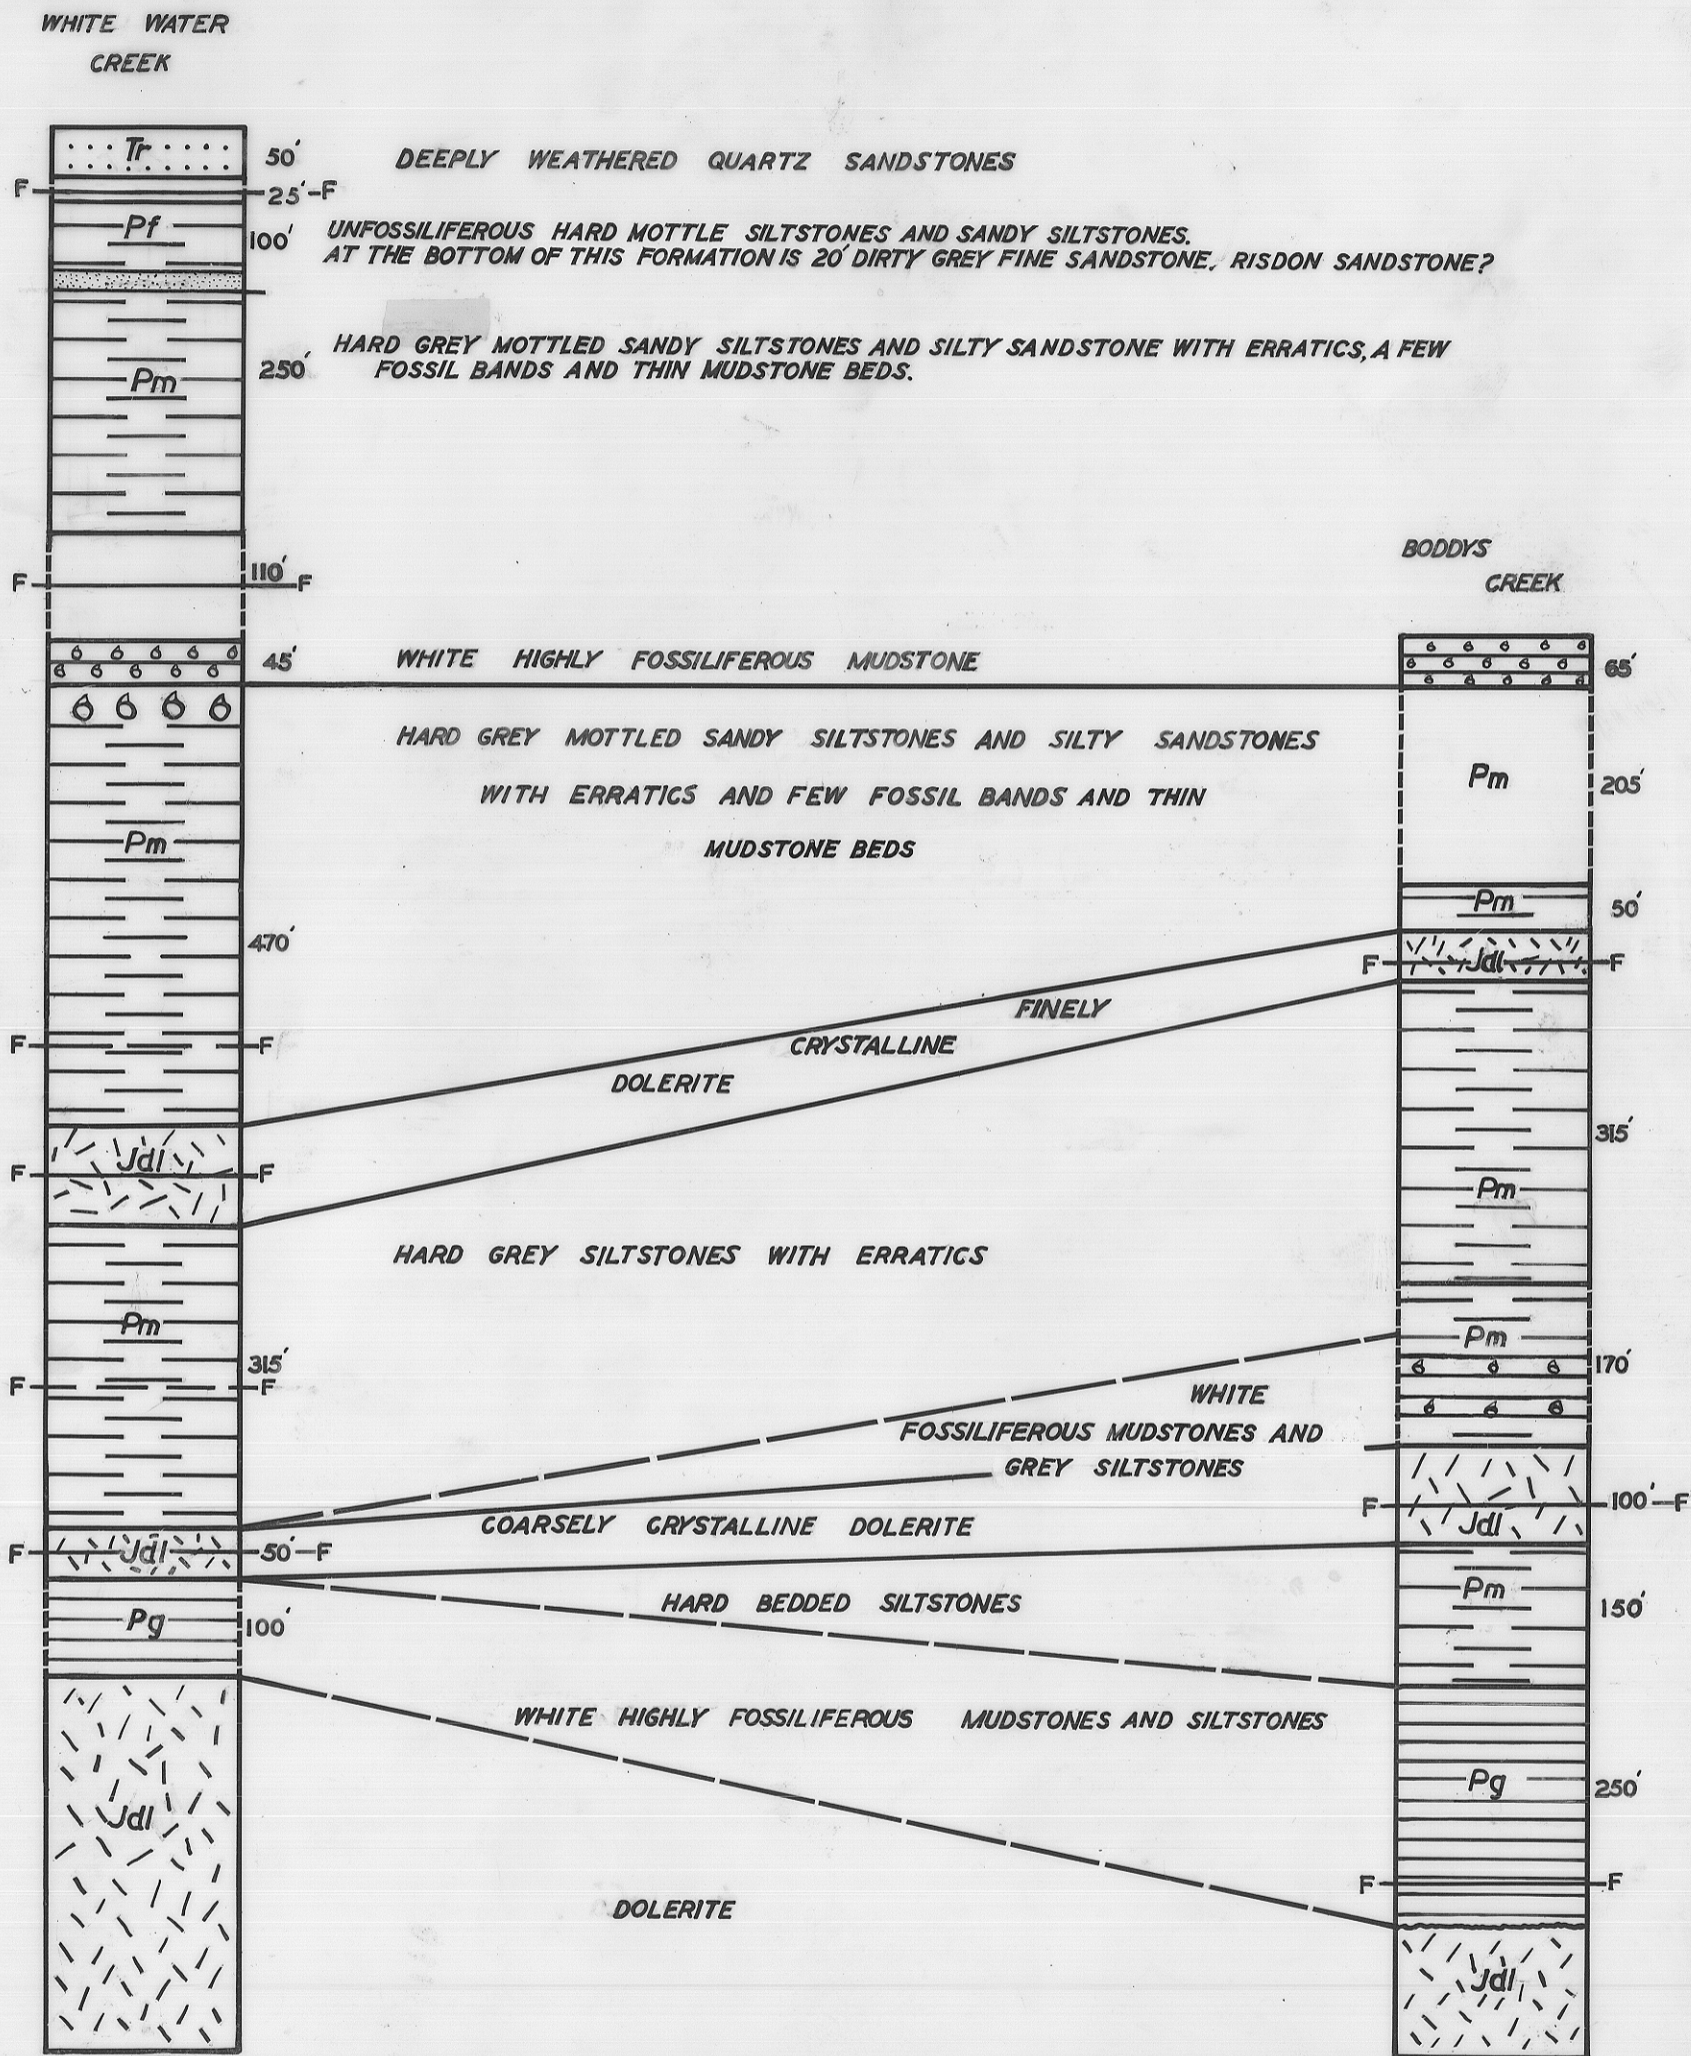 WHITE WATER
CREEK
Tr
50'
DEEPLY WEATHERED QUARTZ SANDSTONES
F
25'-F
Pf
100'
UNFOSSILIFEROUS HARD MOTTLE SILTSTONES AND SANDY SILTSTONES.
AT THE BOTTOM OF THIS FORMATION IS 20' DIRTY GREY FINE SANDSTONE. RISDON SANDSTONE?
HARD GREY MOTTLED SANDY SILTSTONES AND SILTY SANDSTONE WITH ERRATICS, A FEW
FOSSIL BANDS AND THIN MUDSTONE BEDS.
Pm
250'
110'
F
F
BODDYS
CREEK
45'
WHITE HIGHLY FOSSILIFEROUS MUDSTONE
65'
HARD GREY MOTTLED SANDY SILTSTONES AND SILTY SANDSTONES
WITH ERRATICS AND FEW FOSSIL BANDS AND THIN
MUDSTONE BEDS
Pm
205'
Pm
470'
Pm
50'
F
Jdl
F
FINELY
CRYSTALLINE
DOLERITE
F
F
Jdl
F
F
315'
Pm
HARD GREY SILTSTONES WITH ERRATICS
Pm
315'
F
F
Pm
170'
WHITE
FOSSILIFEROUS MUDSTONES AND
GREY SILTSTONES
F
100'-F
Jdl
COARSELY CRYSTALLINE DOLERITE
F
Jdl
50'-F
HARD BEDDED SILTSTONES
Pm
150'
Pg
100'
WHITE HIGHLY FOSSILIFEROUS MUDSTONES AND SILTSTONES
Pg
250'
Jdl
F
F
DOLERITE
Jdl